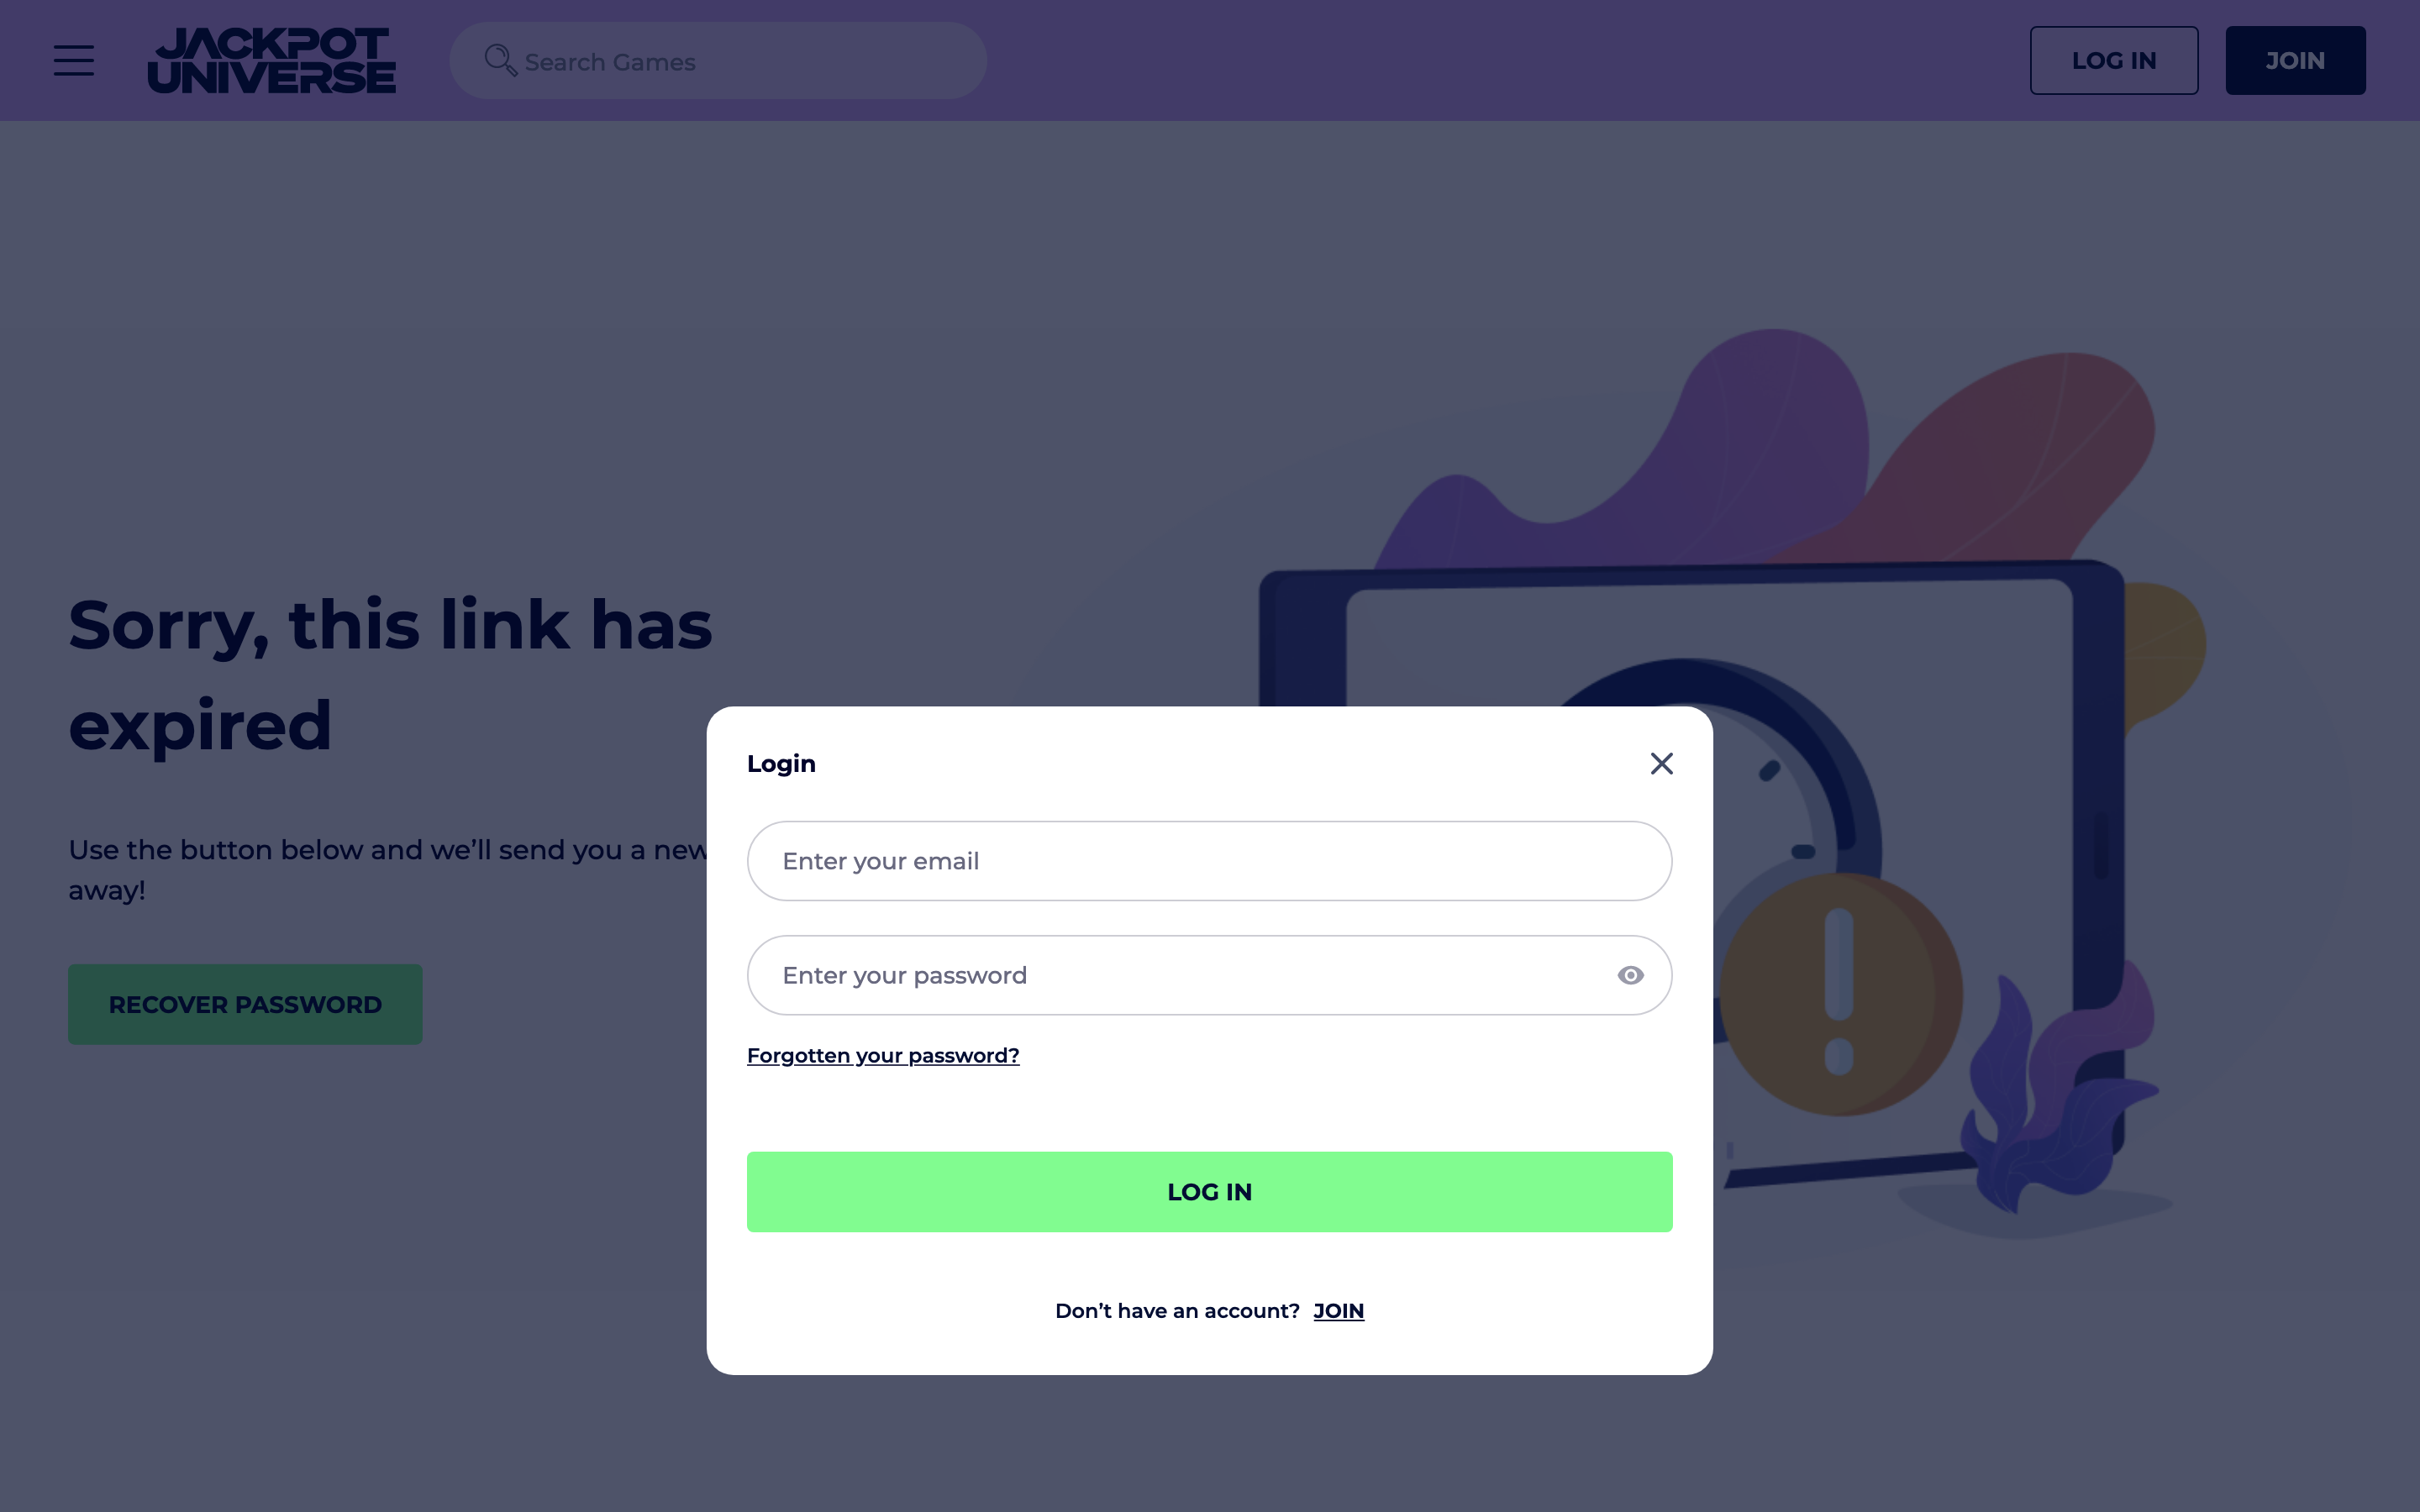 JACKPOT
UNIVERSE
Search Games
LOG IN
JOIN
Sorry, this link has
expired
Use the button below and we’ll send you a new
away!
RECOVER PASSWORD
Login
Enter your email
Enter your password
Forgotten your password?
LOG IN
Don’t have an account? JOIN